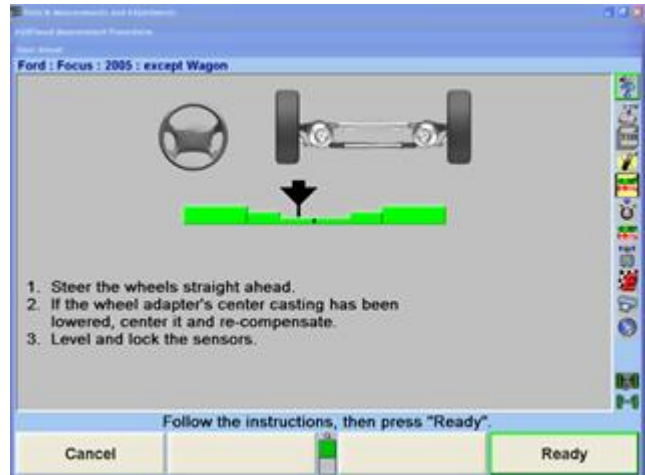 Ford : Focus : 2005 : except Wagon
1. Steer the wheels straight ahead.
2. If the wheel adapter's center casting has been
lowered, center it and re-compensate.
3. Level and lock the sensors.
Follow the instructions, then press "Ready".
Cancel
Ready